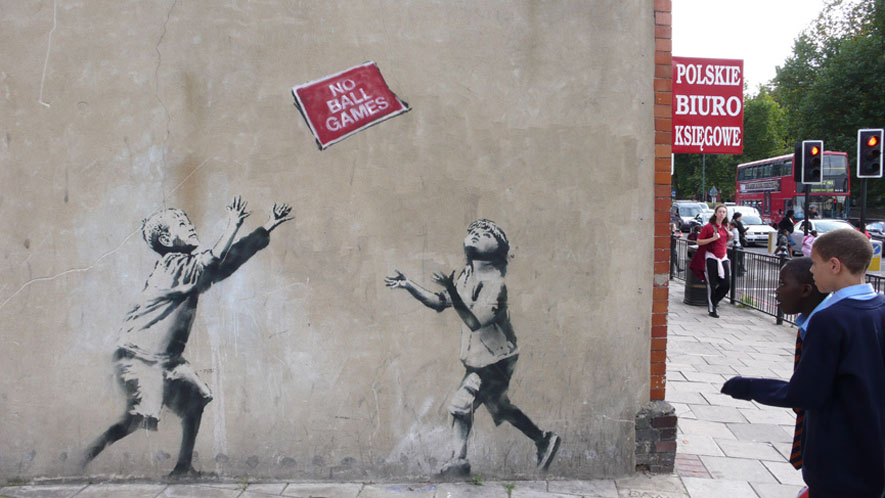 NO
BALL
GAMES
POLSKIE
BIURO
KSIĘGOWE